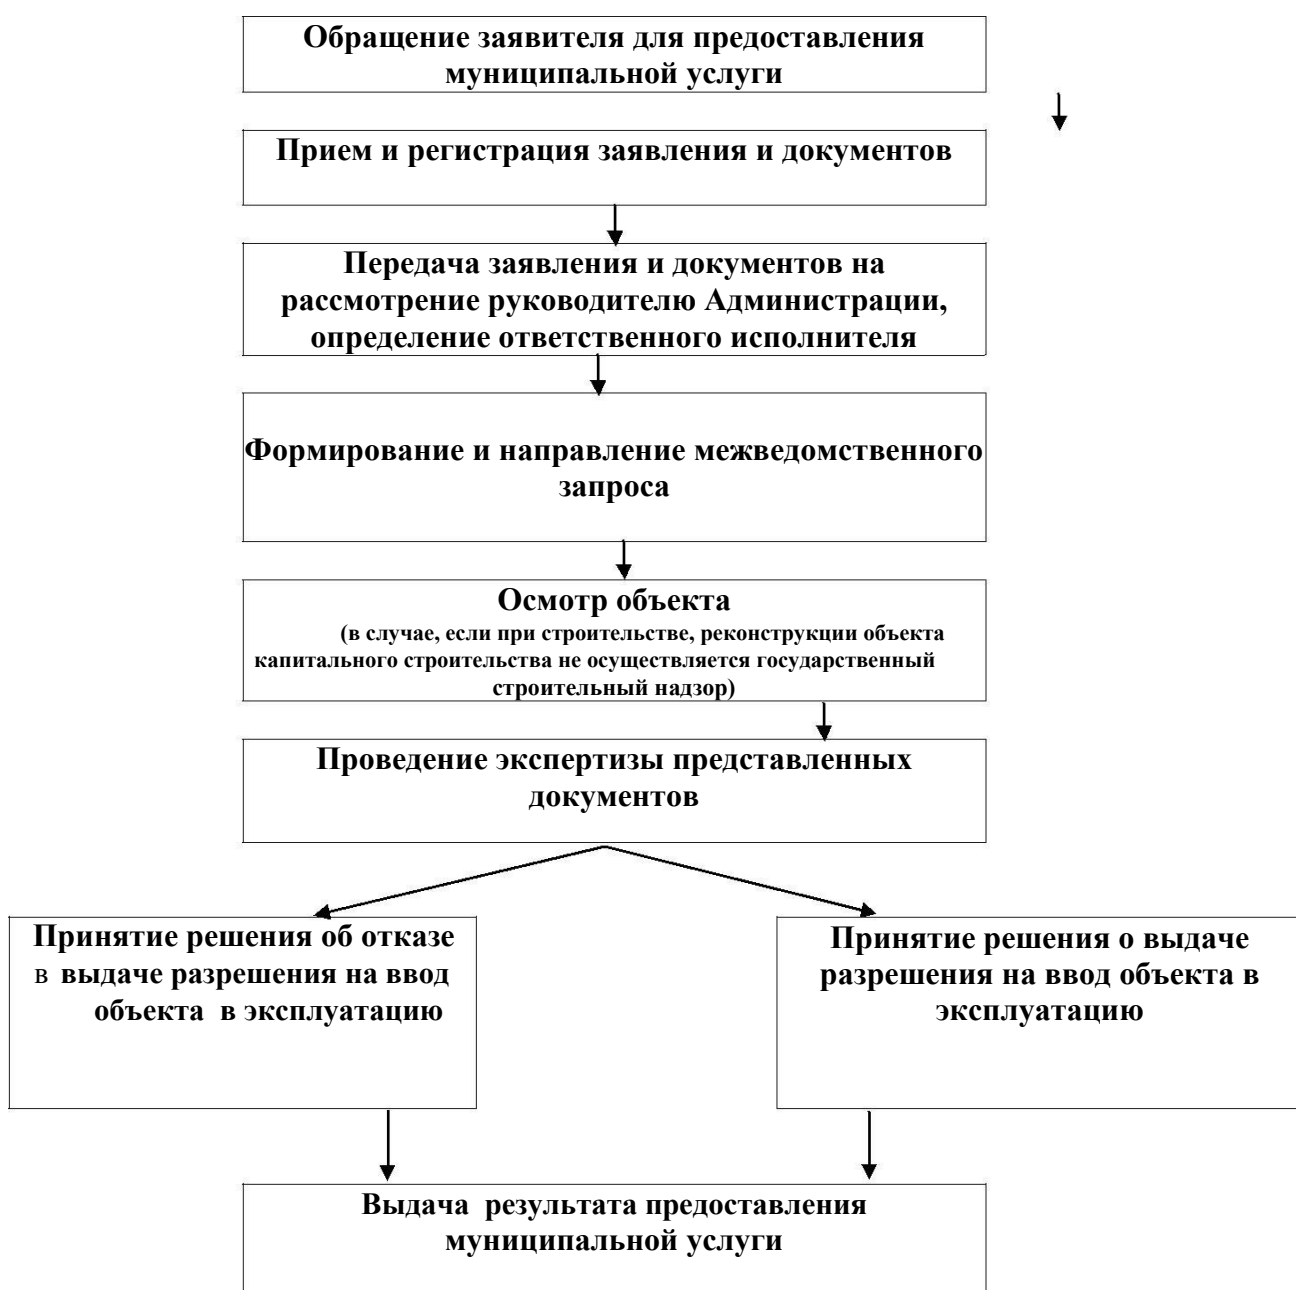 Обращение заявителя для предоставления
муниципальной услуги
Прием и регистрация заявления и документов
Передача заявления и документов на
рассмотрение руководителю Администрации,
определение ответственного исполнителя
Формирование и направление межведомственного
запроса
Осмотр объекта
(в случае, если при строительстве, реконструкции объекта
капитального строительства не осуществляется государственный
строительный надзор)
Проведение экспертизы представленных
документов
Принятие решения об отказе
в выдаче разрешения на ввод
объекта в эксплуатацию
Принятие решения о выдаче
разрешения на ввод объекта в
эксплуатацию
Выдача результата предоставления
муниципальной услуги